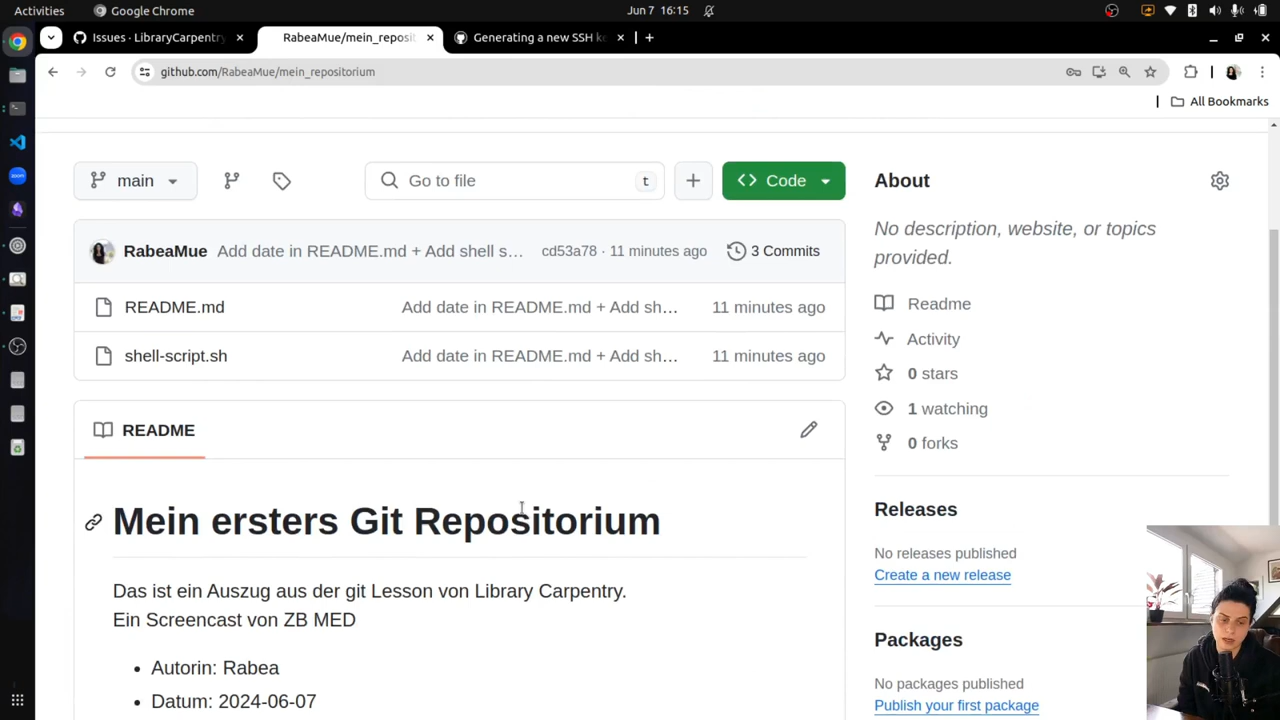 Activities
Google Chrome
Jun 7 16:15
Issues · LibraryCarpentry
RabeaMue/mein_reposit
Generating a new SSH ke
github.com/RabeaMue/mein_repositorium
All Bookmarks
main
Go to file
t
Code
About
No description, website, or topics
provided.
RabeaMue
Add date in README.md + Add shell s…
cd53a78 · 11 minutes ago
3 Commits
README.md
Add date in README.md + Add sh…
11 minutes ago
shell-script.sh
Add date in README.md + Add sh…
11 minutes ago
Readme
Activity
0 stars
1 watching
0 forks
README
Mein ersters Git Repositorium
Das ist ein Auszug aus der git Lesson von Library Carpentry.
Ein Screencast von ZB MED
• Autorin: Rabea
• Datum: 2024-06-07
Releases
No releases published
Create a new release
Packages
No packages published
Publish your first package
zoom